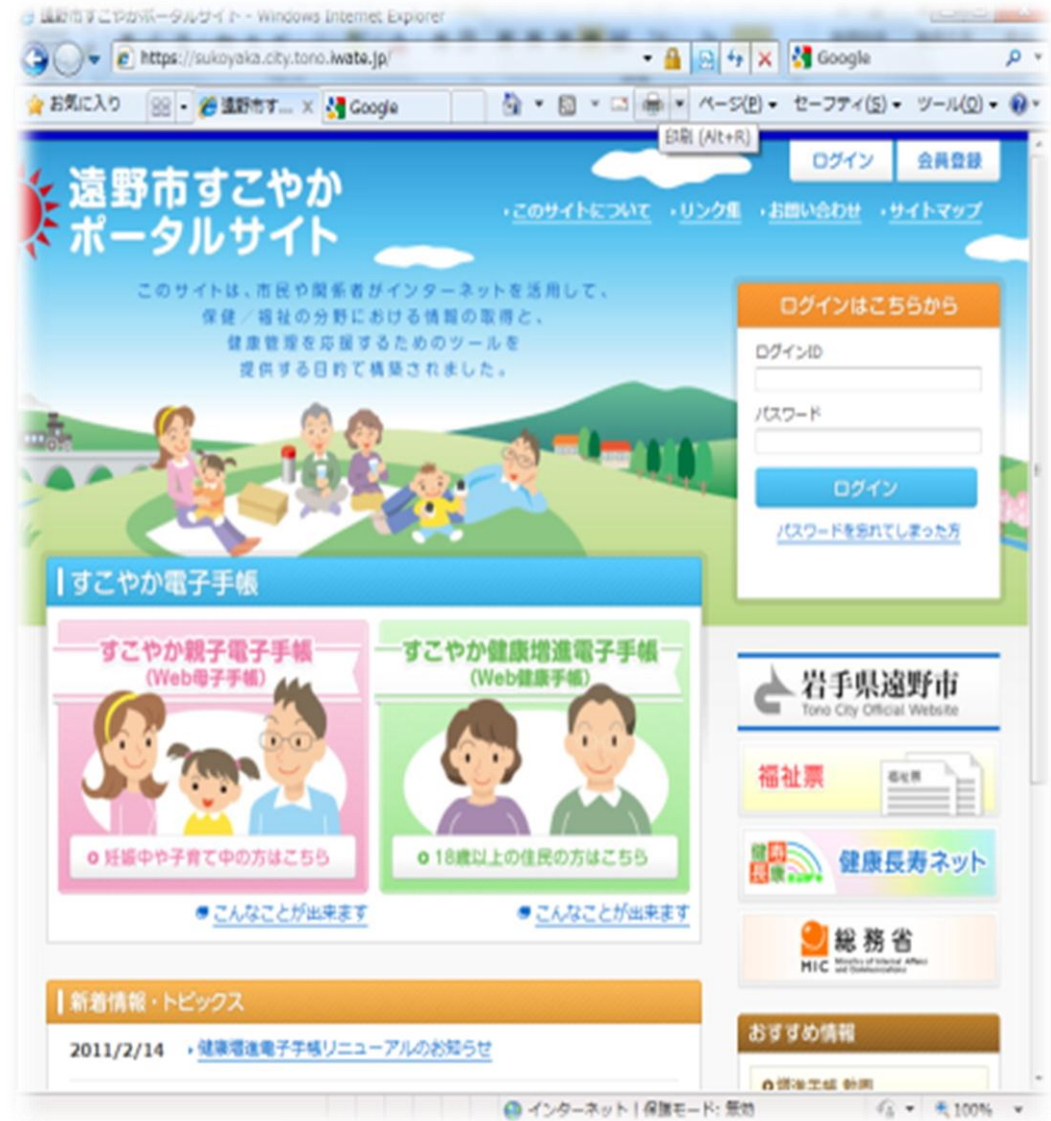 遠野市すこやかポータルサイト - Windows Internet Explorer
https://sukoyaka.city.tono.iwate.jp/
Google
お気に入り
遠野市す...
Google
ページ(P)
セーフティ(S)
ツール(O)
印刷 (Alt+R)
ログイン
会員登録
遠野市すこやか
ポータルサイト
このサイトについて
リンク集
お問い合わせ
サイトマップ
このサイトは、市民や関係者がインターネットを活用して、
保健／福祉の分野における情報の取得と、
健康管理を応援するためのツールを
提供する目的で構築されました。
ログインはこちらから
ログインID
パスワード
ログイン
パスワードを忘れてしまった方
すこやか電子手帳
すこやか親子電子手帳
(Web母子手帳)
妊娠中や子育て中の方はこちら
こんなことが出来ます
すこやか健康増進電子手帳
(Web健康手帳)
18歳以上の住民の方はこちら
こんなことが出来ます
岩手県遠野市
Tono City Official Website
福祉票
福祉票
健寿
長康
健康長寿ネット
総務省
MIC
Ministry of Internal Affairs
and Communications
新着情報・トピックス
2011/2/14
健康増進電子手帳リニューアルのお知らせ
おすすめ情報
増進手帳 動画
インターネット | 保護モード: 無効
100%